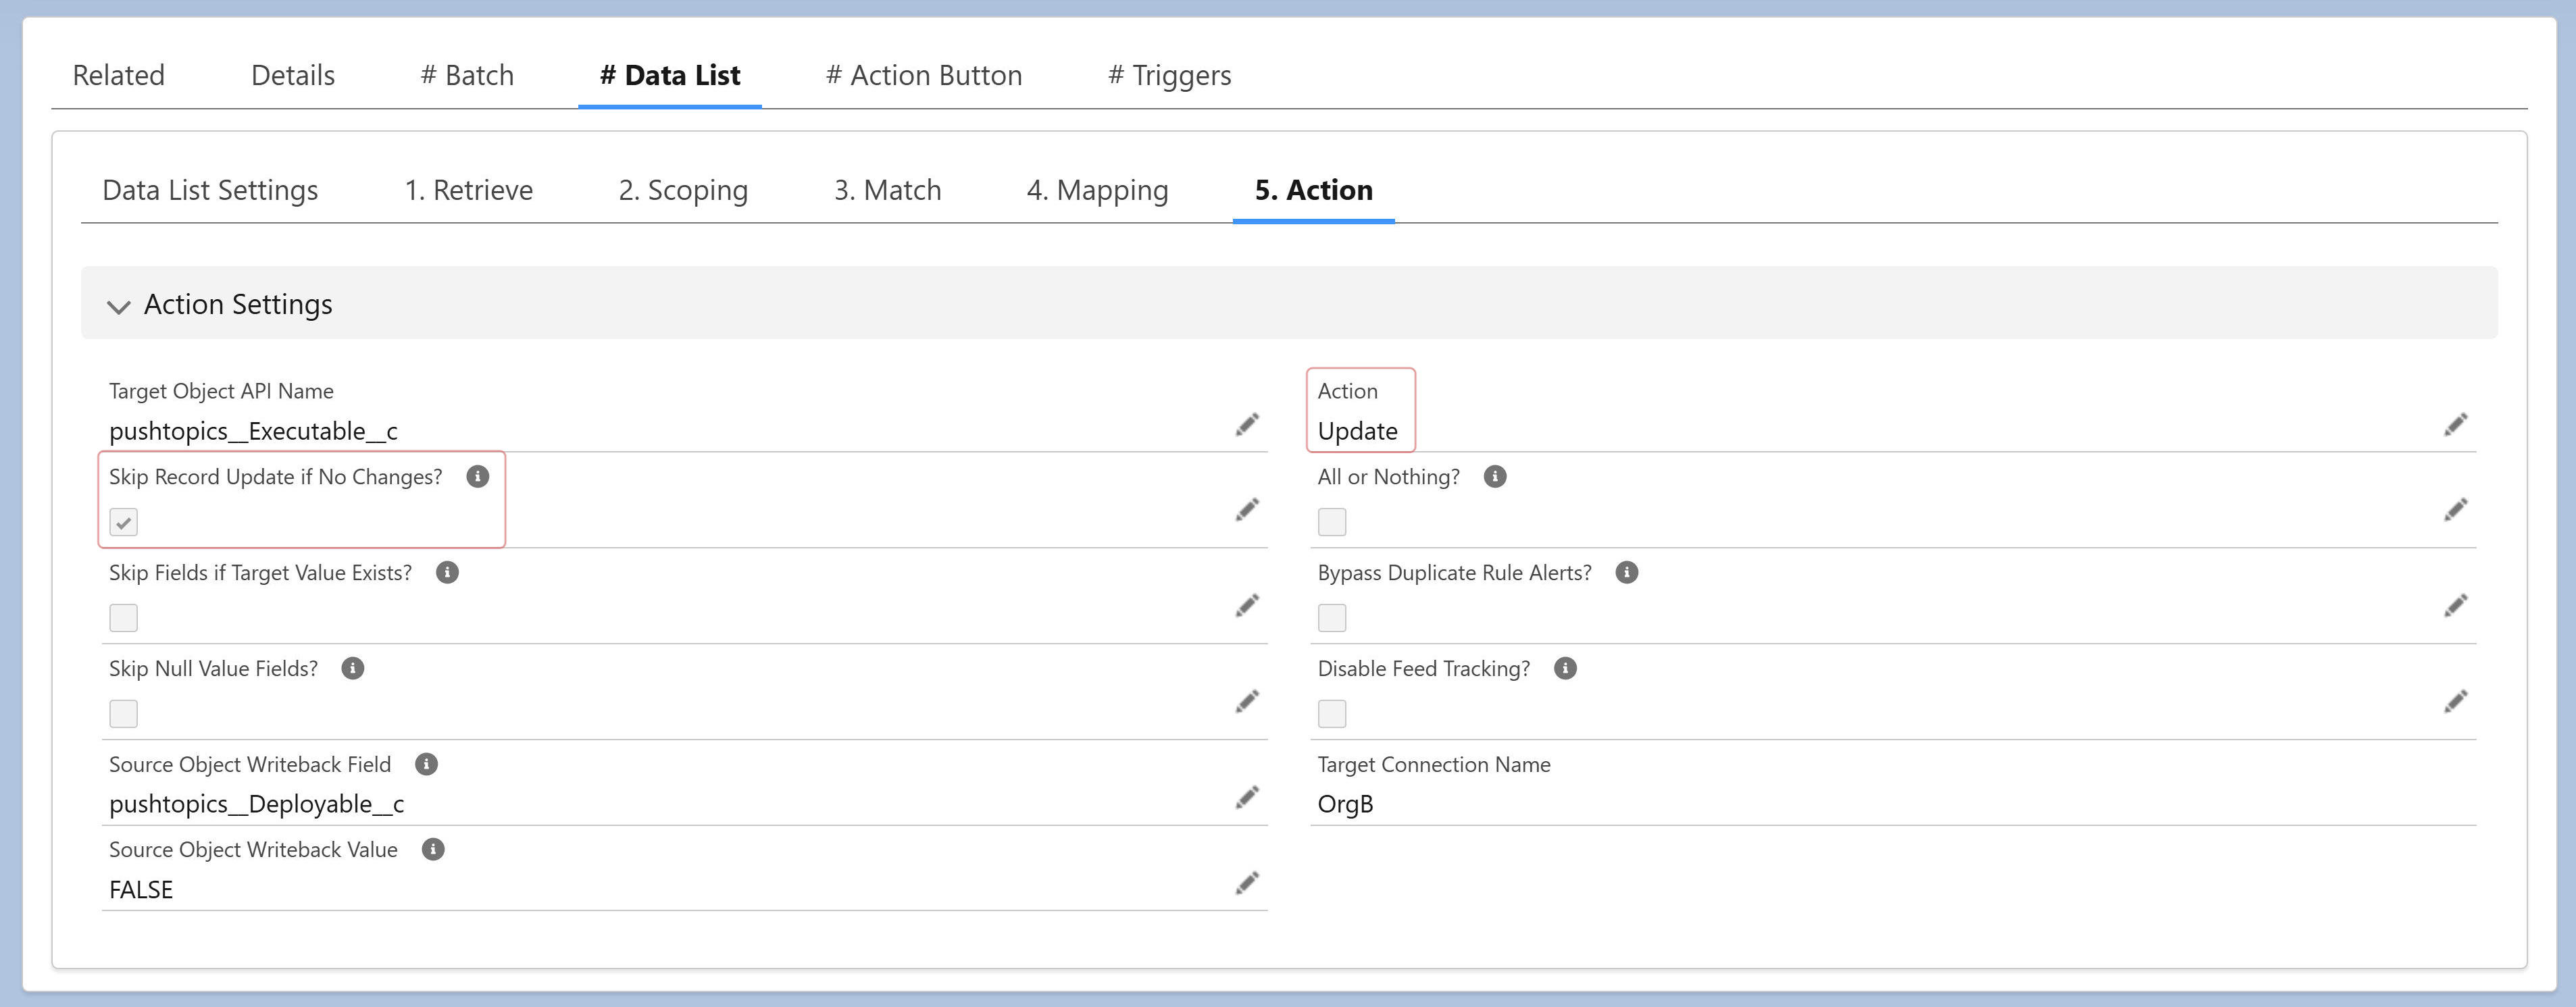 Related Details # Batch # Data List # Action Button # Triggers
Data List Settings 1. Retrieve 2. Scoping 3. Match 4. Mapping 5. Action
Action Settings
Target Object API Name
pushtopics__Executable__c
Action
Update
Skip Record Update if No Changes?
All or Nothing?
Skip Fields if Target Value Exists?
Bypass Duplicate Rule Alerts?
Skip Null Value Fields?
Disable Feed Tracking?
Source Object Writeback Field
pushtopics__Deployable__c
Target Connection Name
OrgB
Source Object Writeback Value
FALSE